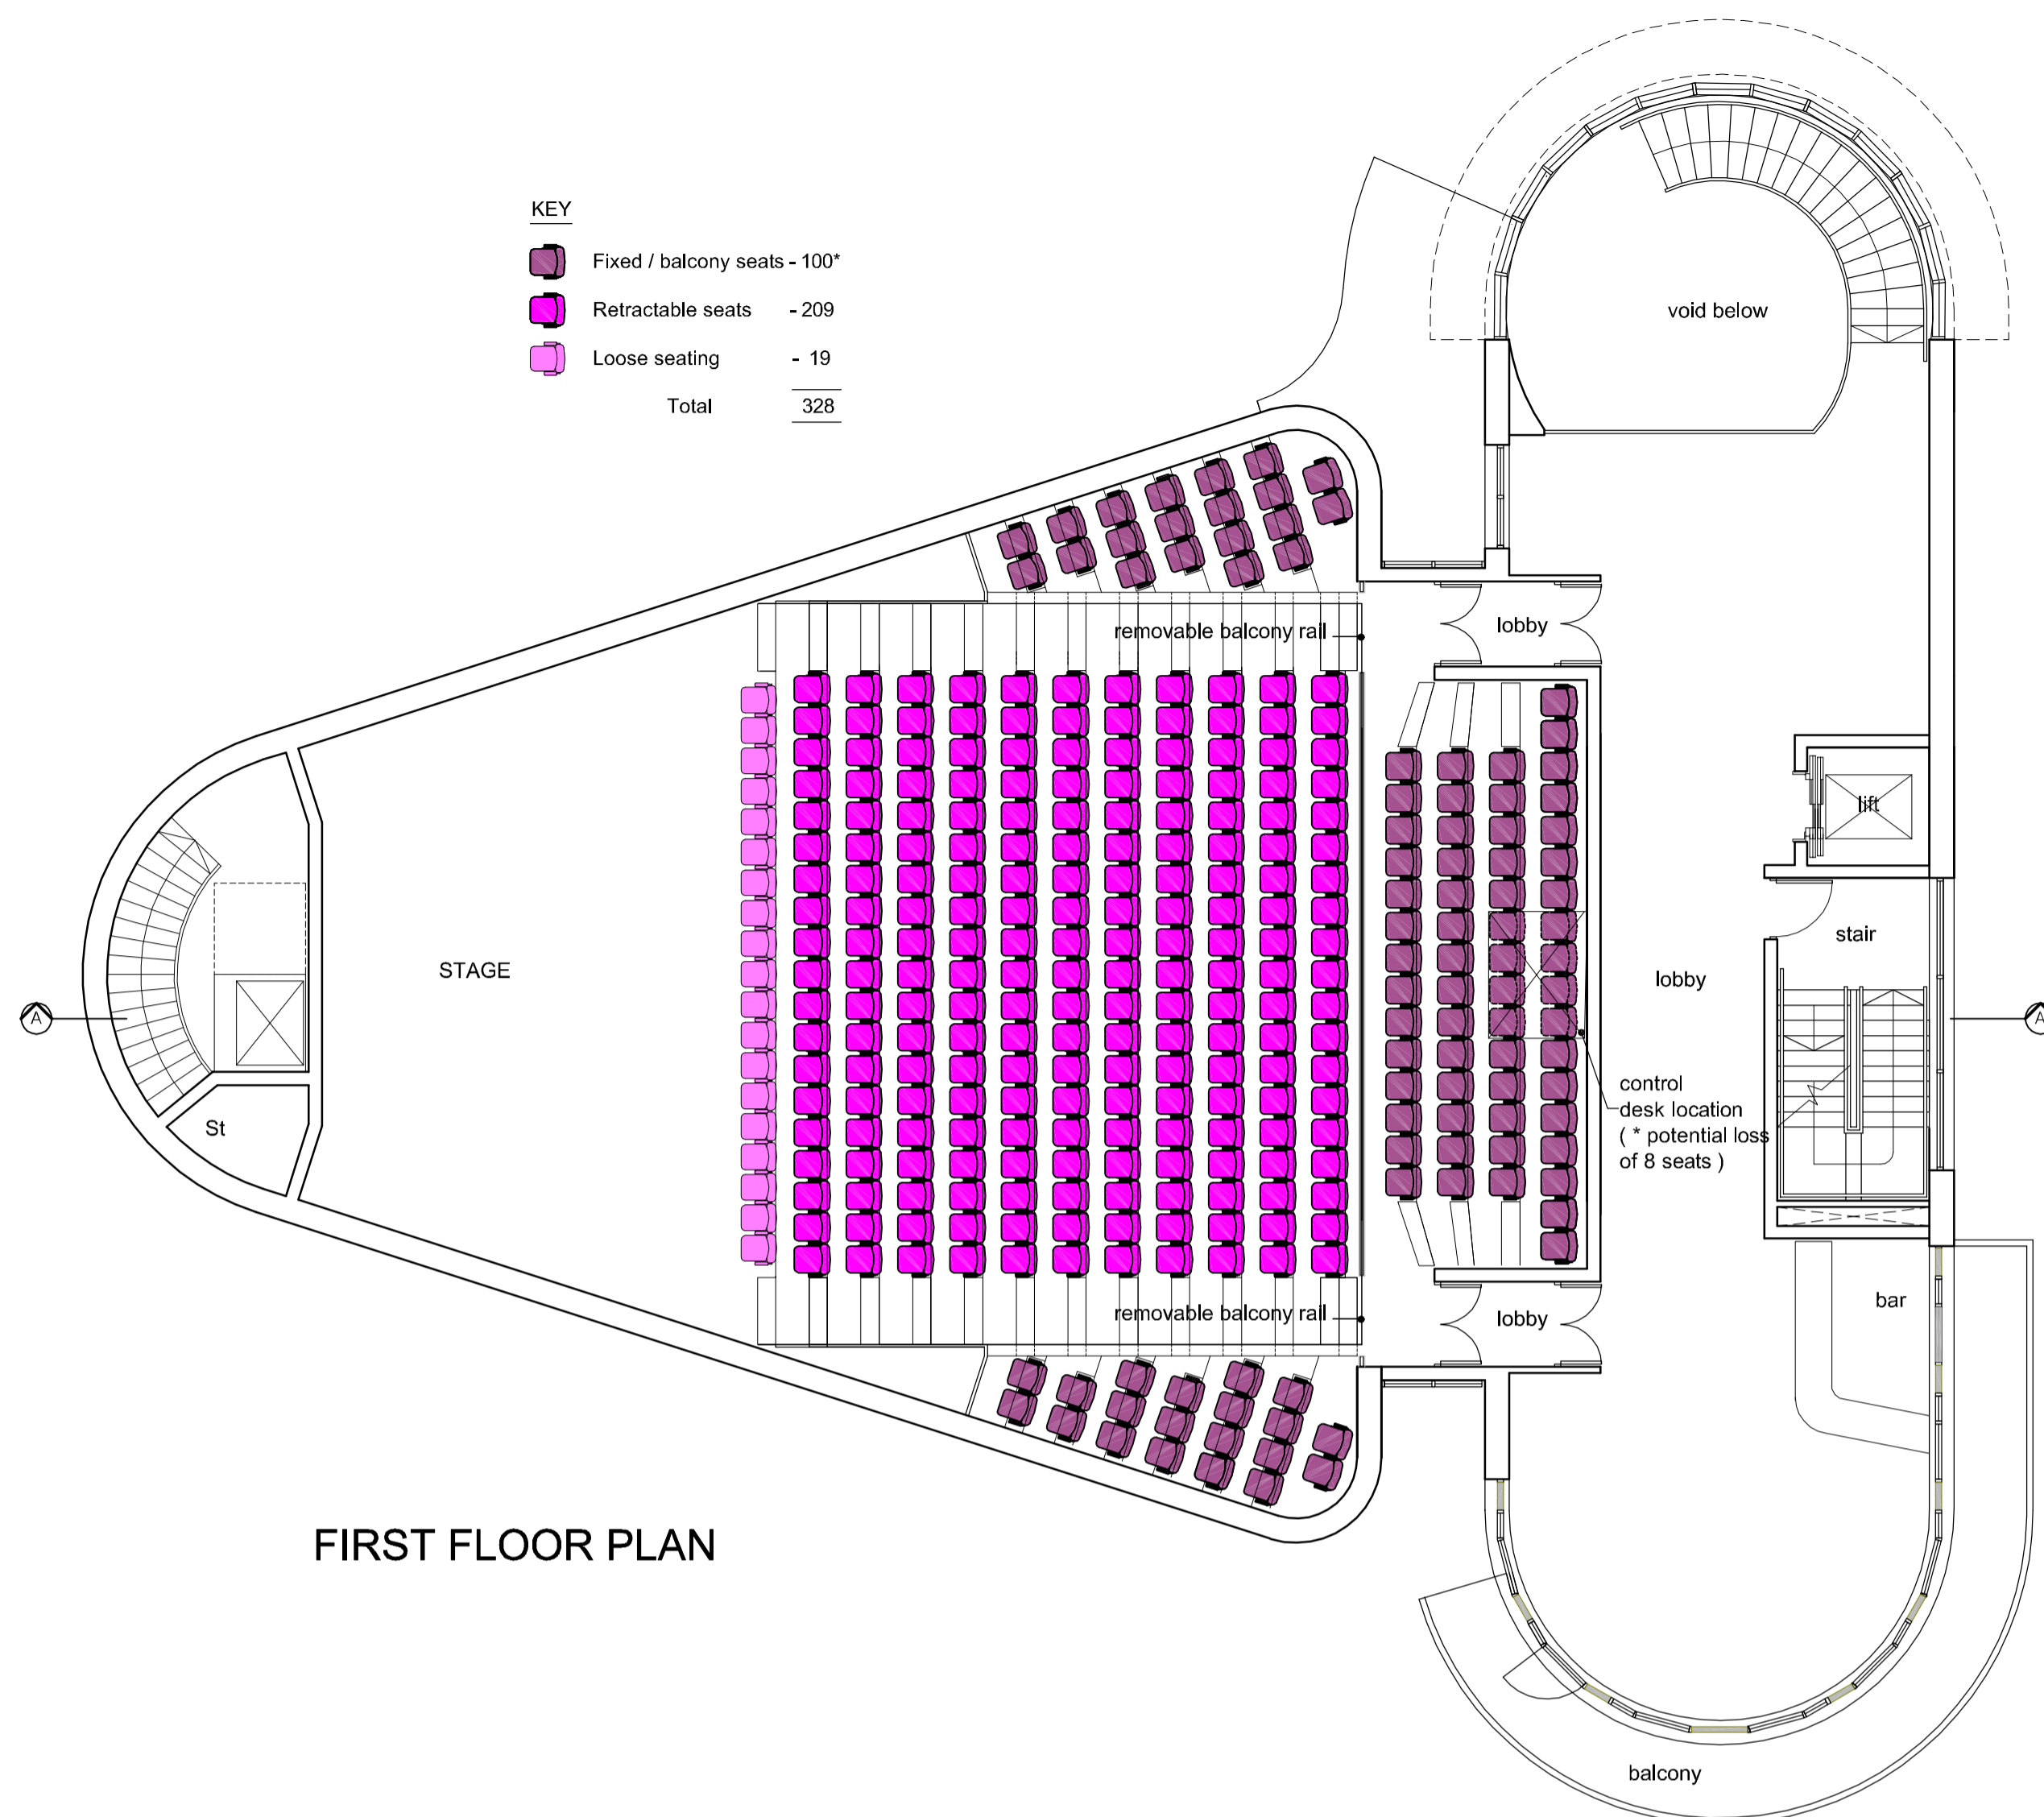 KEY
Fixed / balcony seats - 100*
Retractable seats - 209
Loose seating - 19
Total 328
void below
removable balcony rail
lobby
lift
stair
STAGE
lobby
A
A
control
desk location
( * potential loss
of 8 seats )
St
bar
removable balcony rail
lobby
FIRST FLOOR PLAN
balcony